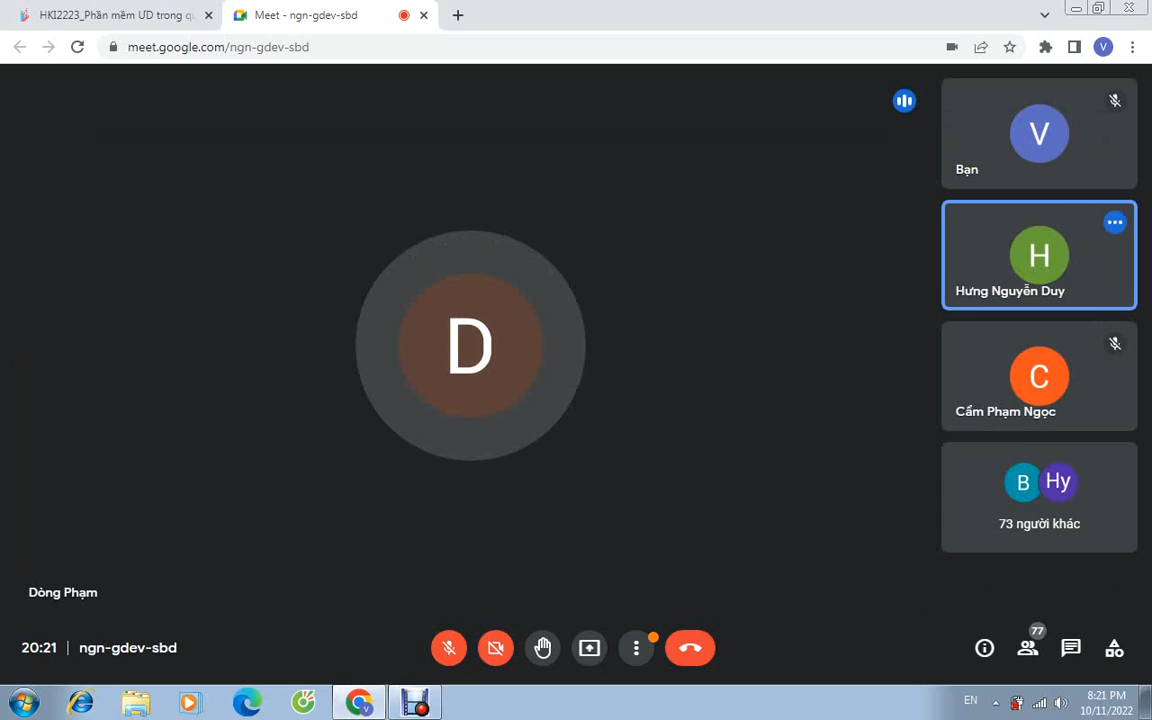 HKI2223_Phần mềm ƯD trong qu
Meet - ngn-gdev-sbd
meet.google.com/ngn-gdev-sbd
V
V
Bạn
H
Hưng Nguyễn Duy
D
C
Cẩm Phạm Ngọc
B
Hy
73 người khác
Dòng Phạm
20:21 | ngn-gdev-sbd
77
EN
8:21 PM
10/11/2022